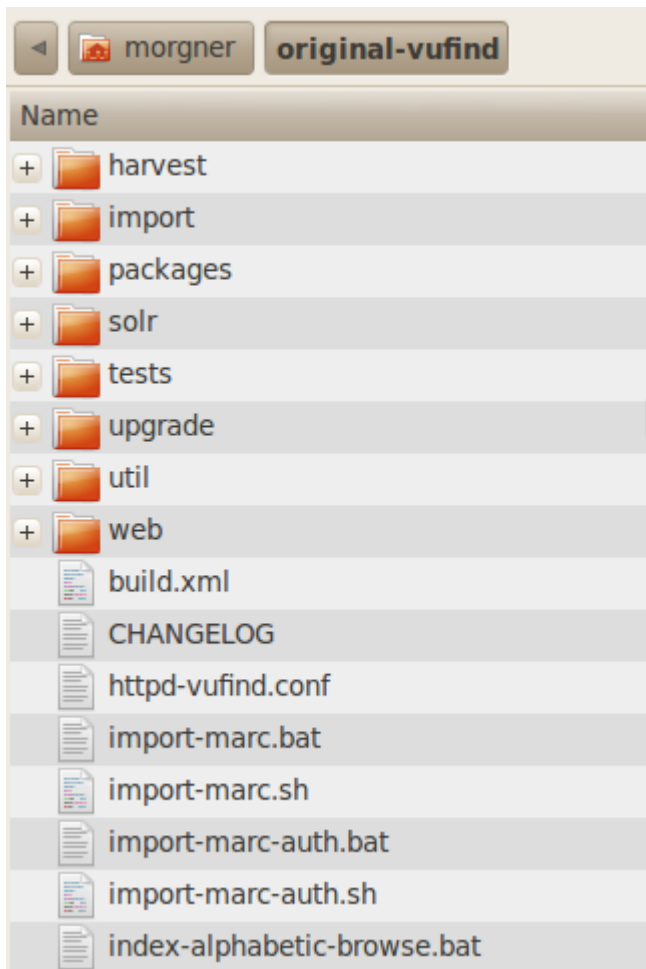 morgner original-vufind
Name
harvest
import
packages
solr
tests
upgrade
util
web
build.xml
CHANGELOG
httpd-vufind.conf
import-marc.bat
import-marc.sh
import-marc-auth.bat
import-marc-auth.sh
index-alphabetic-browse.bat